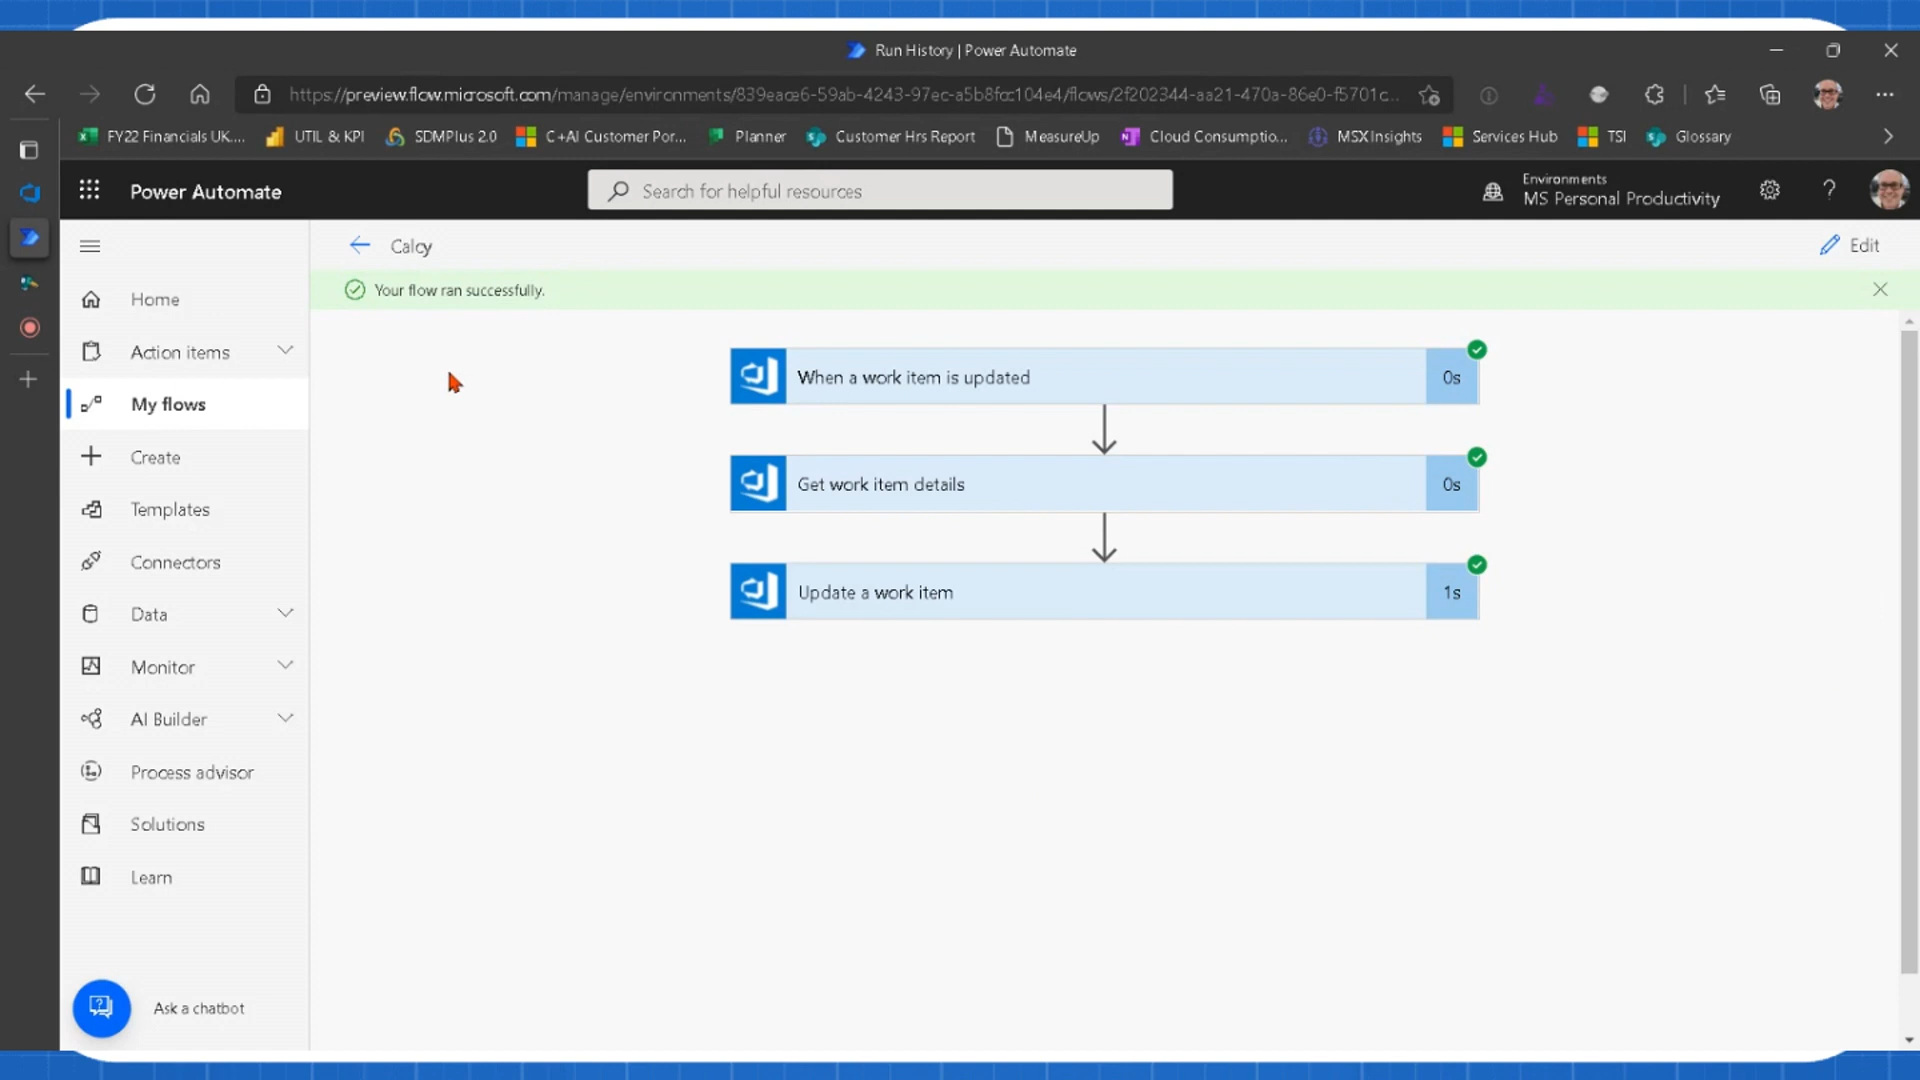 Run History | Power Automate
https://preview.flow.microsoft.com/manage/environments/839eace6-59ab-4243-97ec-a5b8fcc104e4/flows/2f202344-aa21-470a-86e0-f5701c...
FY22 Financials UK.... UTIL & KPI SDMPlus 2.0 C+AI Customer Por... Planner Customer Hrs Report MeasureUp Cloud Consumptio... MSX Insights Services Hub TSI Glossary
Power Automate
Search for helpful resources
Environments
MS Personal Productivity
Calcy
Edit
Your flow ran successfully.
Home
Action items
My flows
Create
Templates
Connectors
Data
Monitor
AI Builder
Process advisor
Solutions
Learn
Ask a chatbot
When a work item is updated 0s
Get work item details 0s
Update a work item 1s